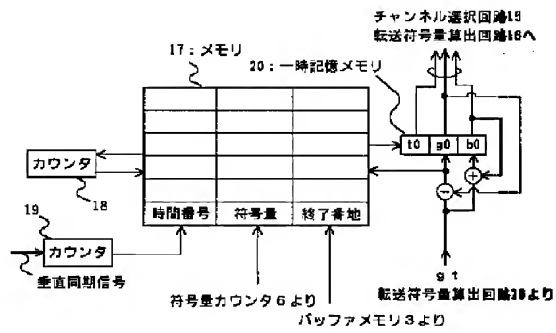 チャンネル選択回路15
転送符号量算出回路16へ
17：メモリ
20：一時記憶メモリ
t0 g0 b0
カウンタ
18
19
カウンタ
時間番号 符号量 終了番地
垂直同期信号
gt
符号量カウンタ6より
転送符号量算出回路16より
バッファメモリ3より